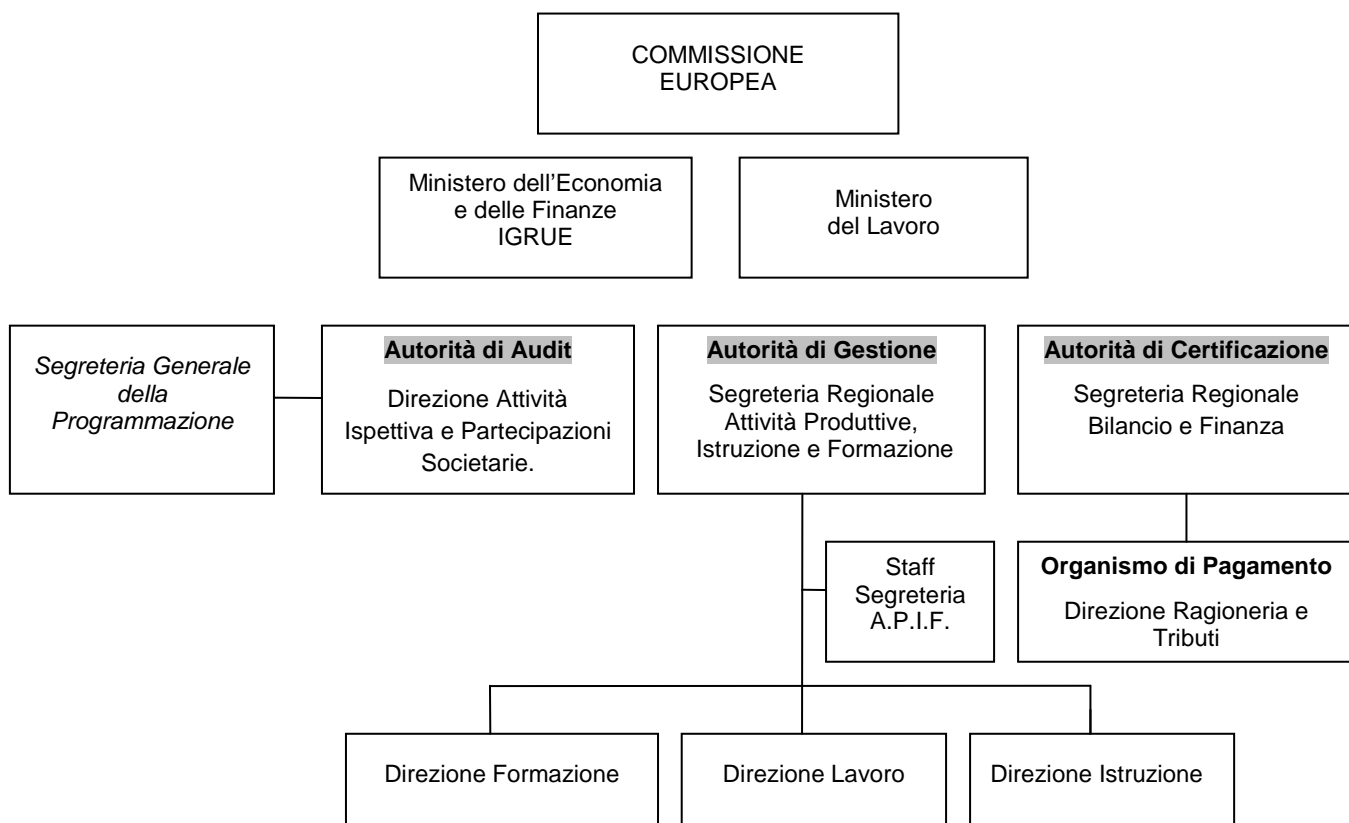 COMMISSIONE
EUROPEA
Ministero dell’Economia
e delle Finanze
IGRUE
Ministero
del Lavoro
Segreteria Generale
della
Programmazione
Autorità di Audit
Direzione Attività
Ispettiva e Partecipazioni
Societarie.
Autorità di Gestione
Segreteria Regionale
Attività Produttive,
Istruzione e Formazione
Autorità di Certificazione
Segreteria Regionale
Bilancio e Finanza
Staff
Segreteria
A.P.I.F.
Organismo di Pagamento
Direzione Ragioneria e
Tributi
Direzione Formazione
Direzione Lavoro
Direzione Istruzione